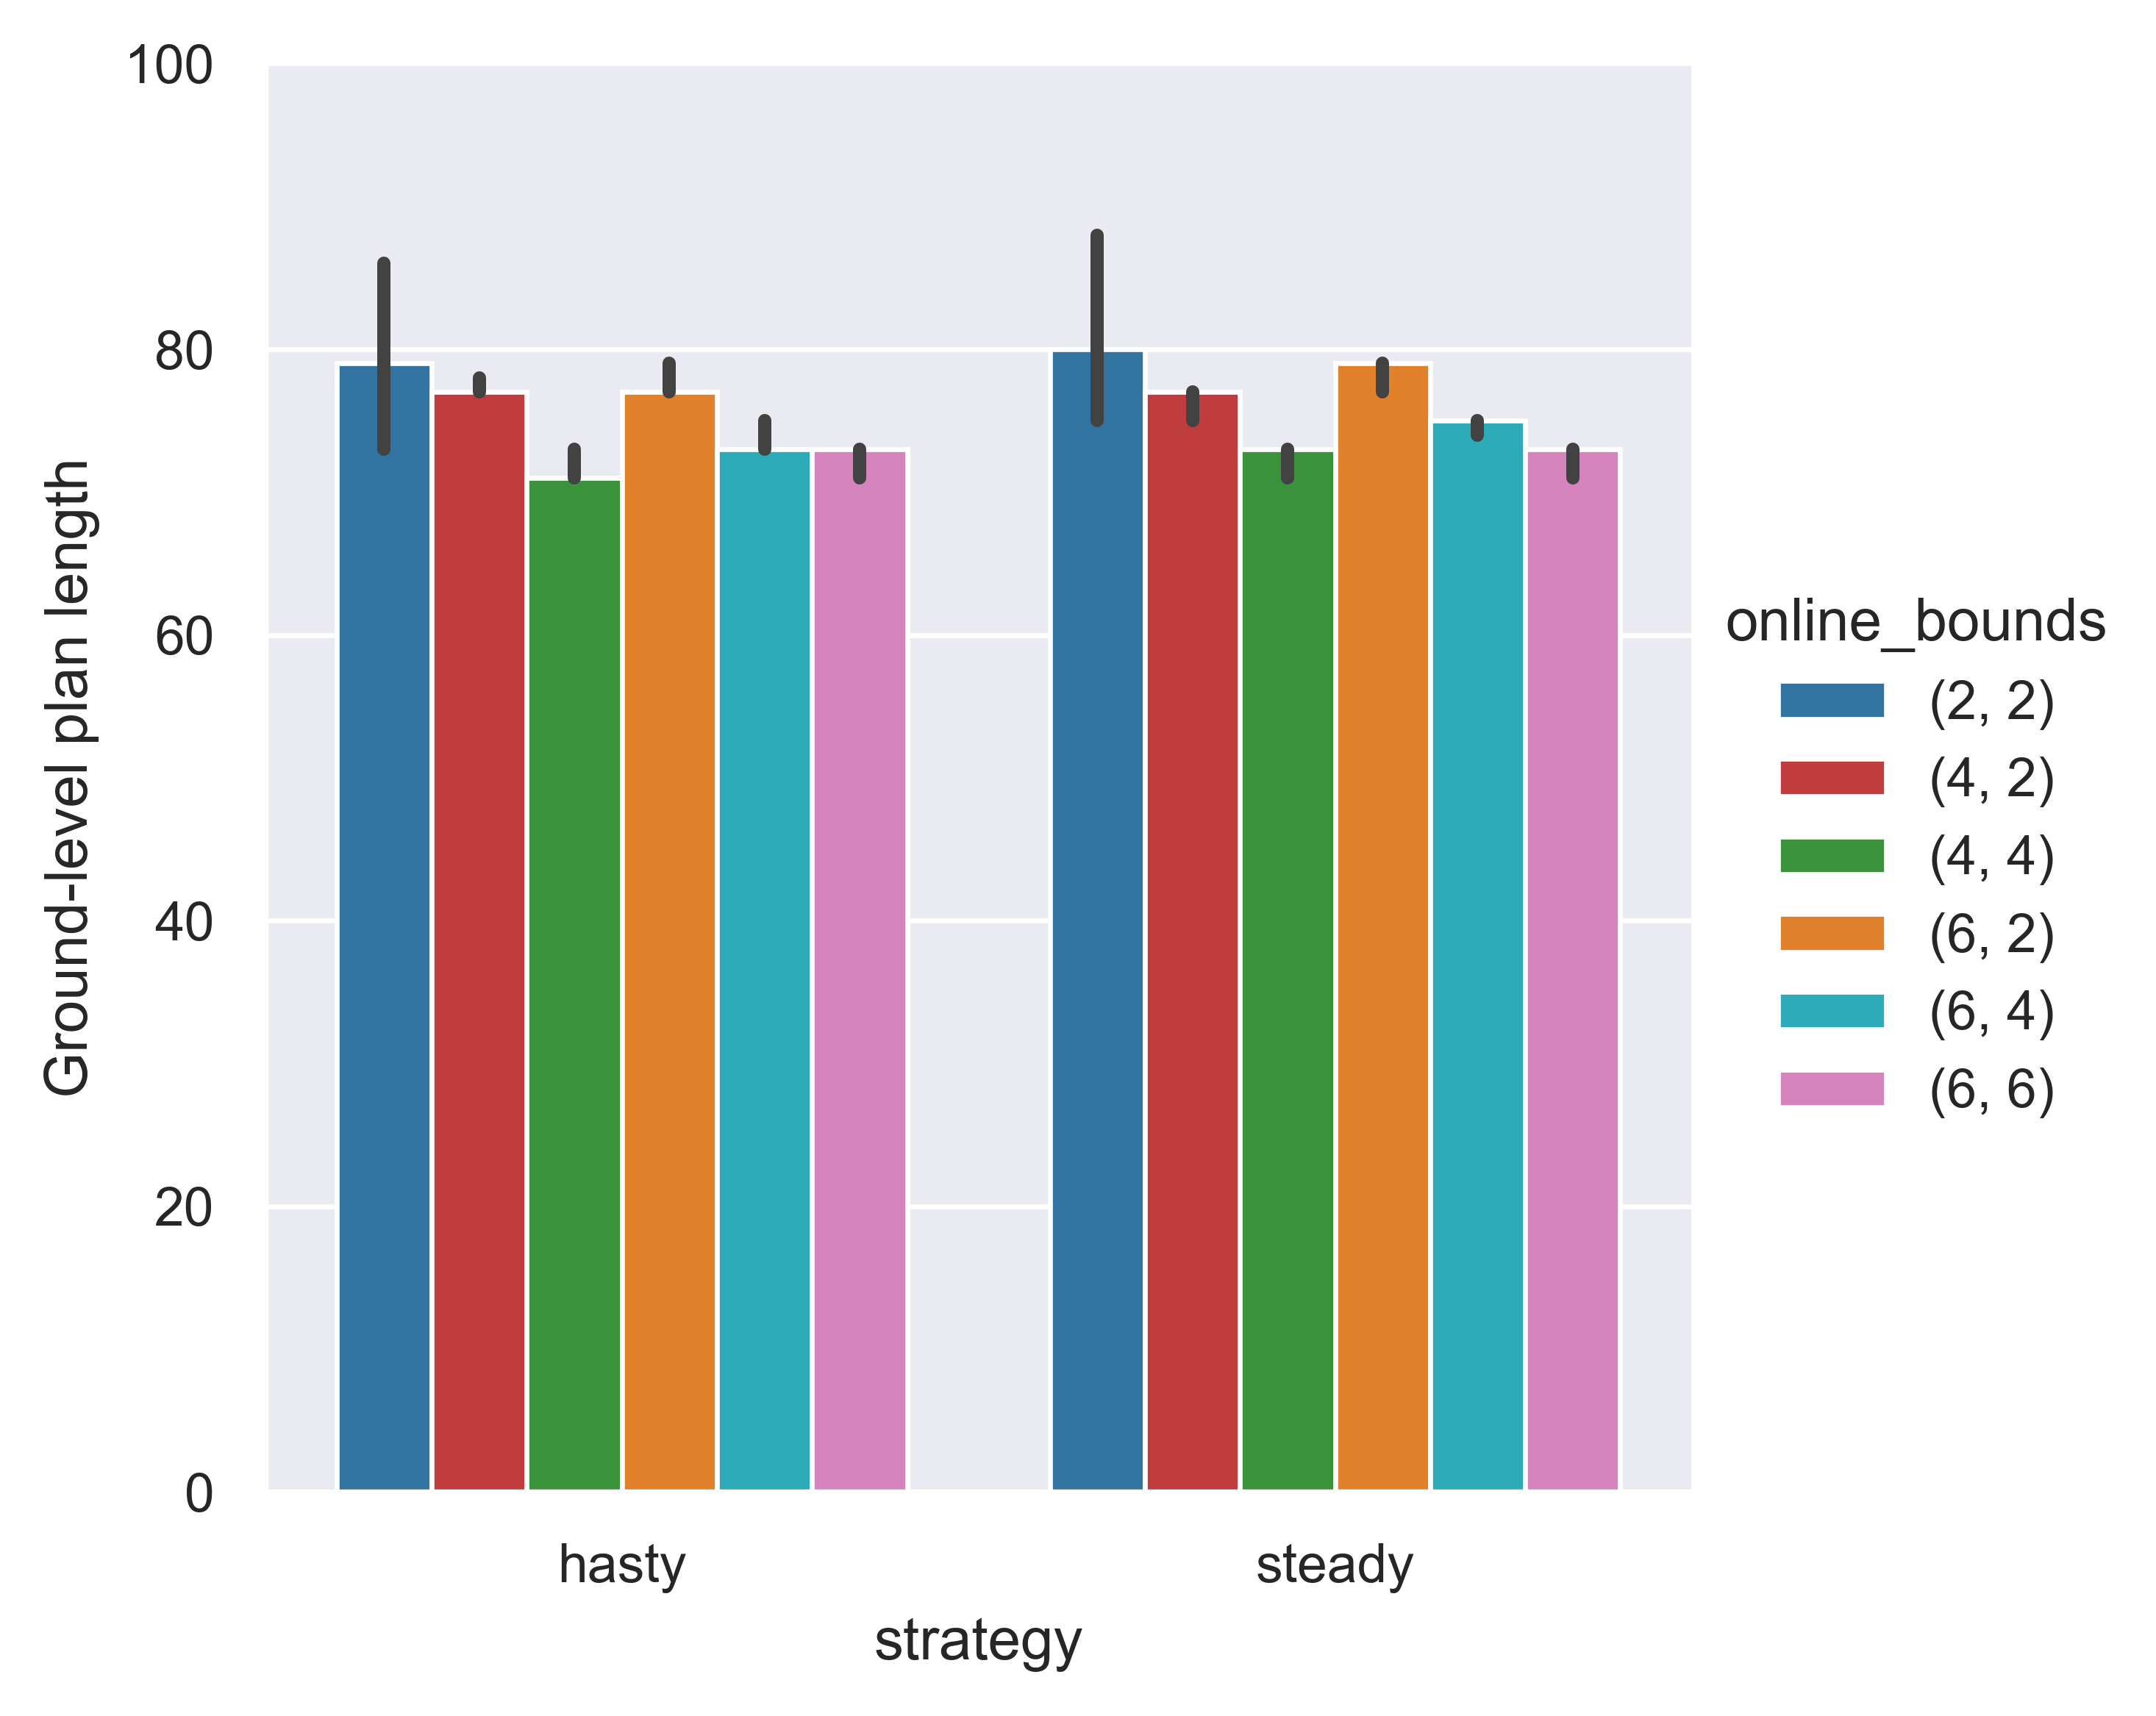 100
80
60
40
20
0
Ground-level plan length
hasty
steady
strategy
online_bounds
(2, 2)
(4, 2)
(4, 4)
(6, 2)
(6, 4)
(6, 6)